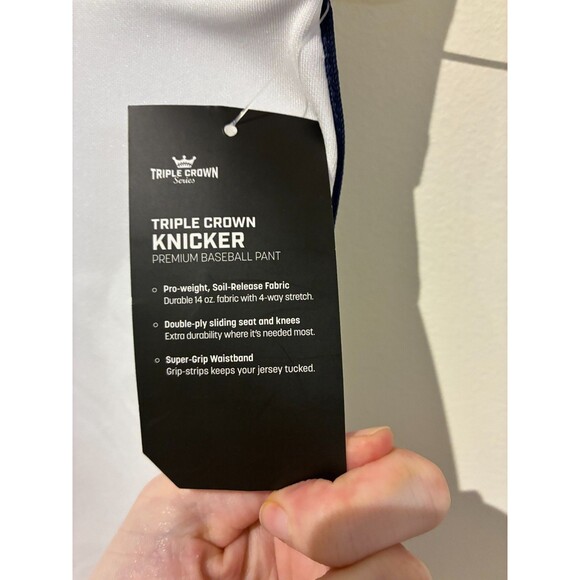 TRIPLE CROWN
Series
TRIPLE CROWN
KNICKER
PREMIUM BASEBALL PANT
Pro-weight, Soil-Release Fabric
Durable 14 oz. fabric with 4-way stretch.
Double-ply sliding seat and knees
Extra durability where it's needed most.
Super-Grip Waistband
Grip-strips keeps your jersey tucked.